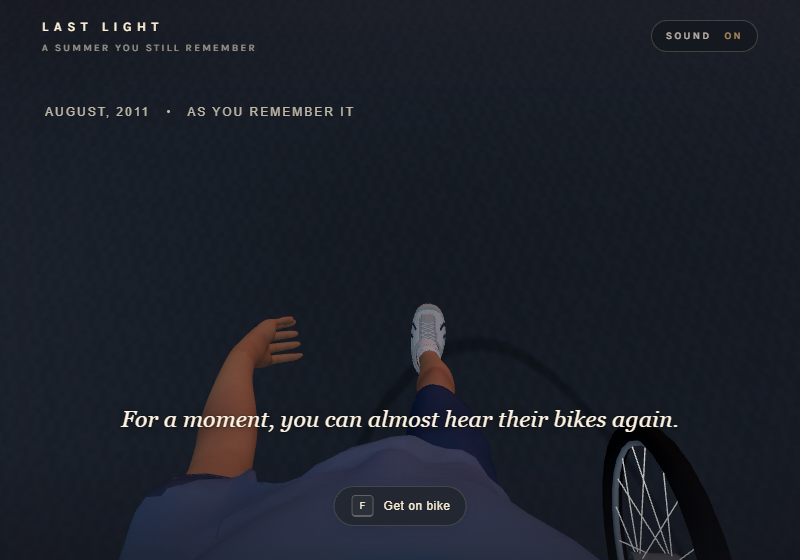 LAST LIGHT
A SUMMER YOU STILL REMEMBER
SOUND ON
AUGUST, 2011 • AS YOU REMEMBER IT
For a moment, you can almost hear their bikes again.
F Get on bike